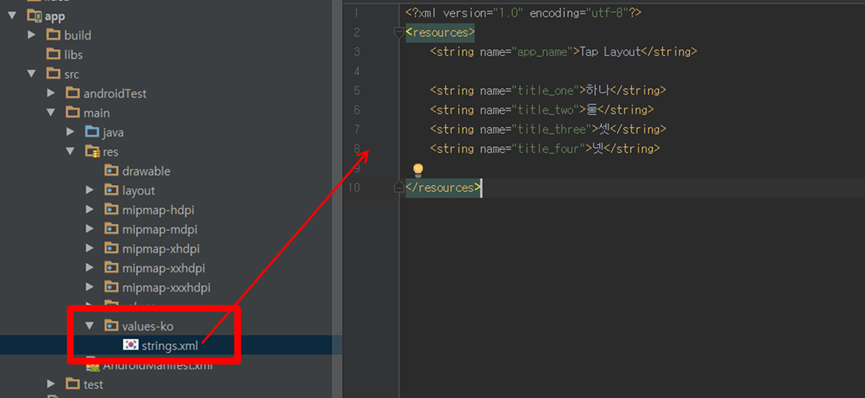 app
build
libs
src
androidTest
main
java
res
drawable
layout
mipmap-hdpi
mipmap-mdpi
mipmap-xhdpi
mipmap-xxhdpi
mipmap-xxxhdpi
values-ko
strings.xml
AndroidManifest.xml
test
1 <?xml version="1.0" encoding="utf-8"?>
2 <resources>
3 <string name="app_name">Tap Layout</string>
4
5 <string name="title_one">하나</string>
6 <string name="title_two">둘</string>
7 <string name="title_three">셋</string>
8 <string name="title_four">넷</string>
9
10 </resources>